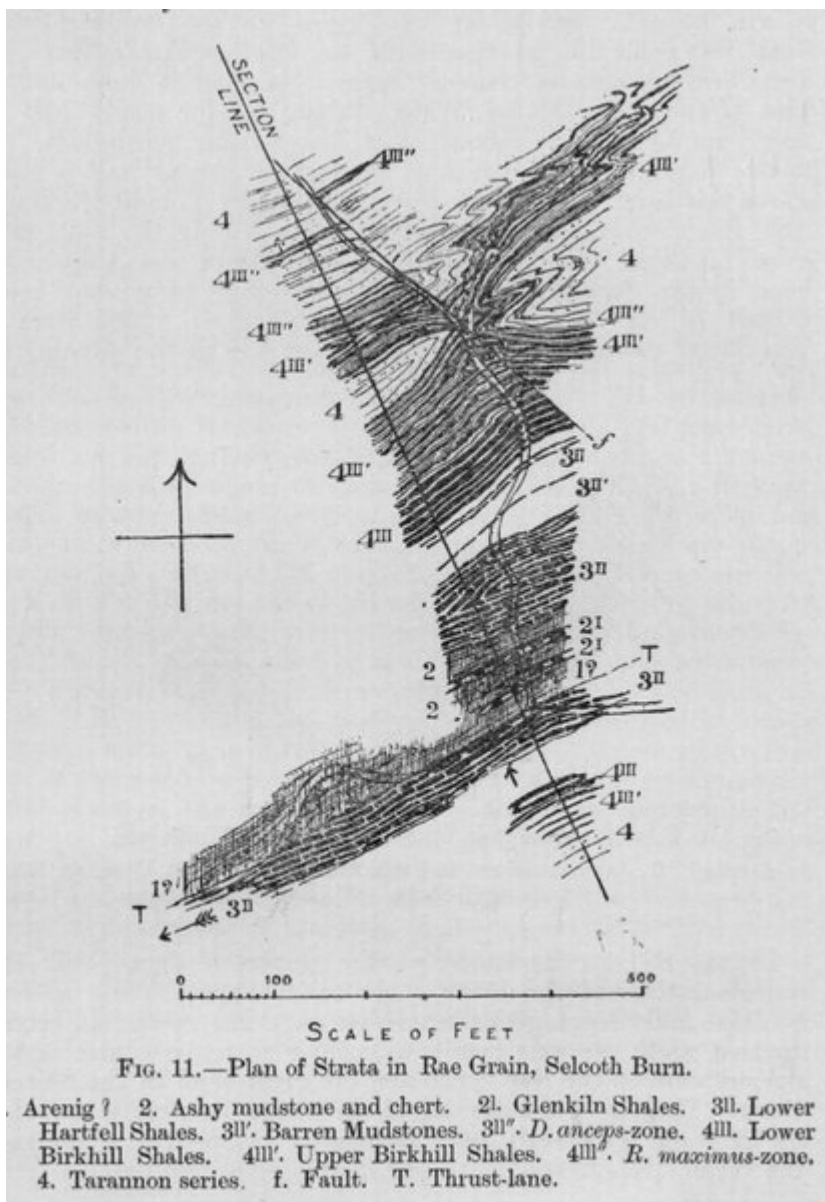 SECTION
LINE
4III″
4III′
4
4
4III″
4III″
4III″
4III′
4III′
4
3II
4III′
3II′
4III
3II
2I
2I
T
2
1?
3II
2
4III
4III′
4
1?
T
3II
0 100 500
SCALE OF FEET
FIG. 11.—Plan of Strata in Rae Grain, Selcoth Burn.
. Arenig ? 2. Ashy mudstone and chert. 2I. Glenkiln Shales. 3II. Lower
Hartfell Shales. 3II′. Barren Mudstones. 3II″. D. anceps-zone. 4III. Lower
Birkhill Shales. 4III′. Upper Birkhill Shales. 4III″. R. maximus-zone.
4. Tarannon series. f. Fault. T. Thrust-lane.